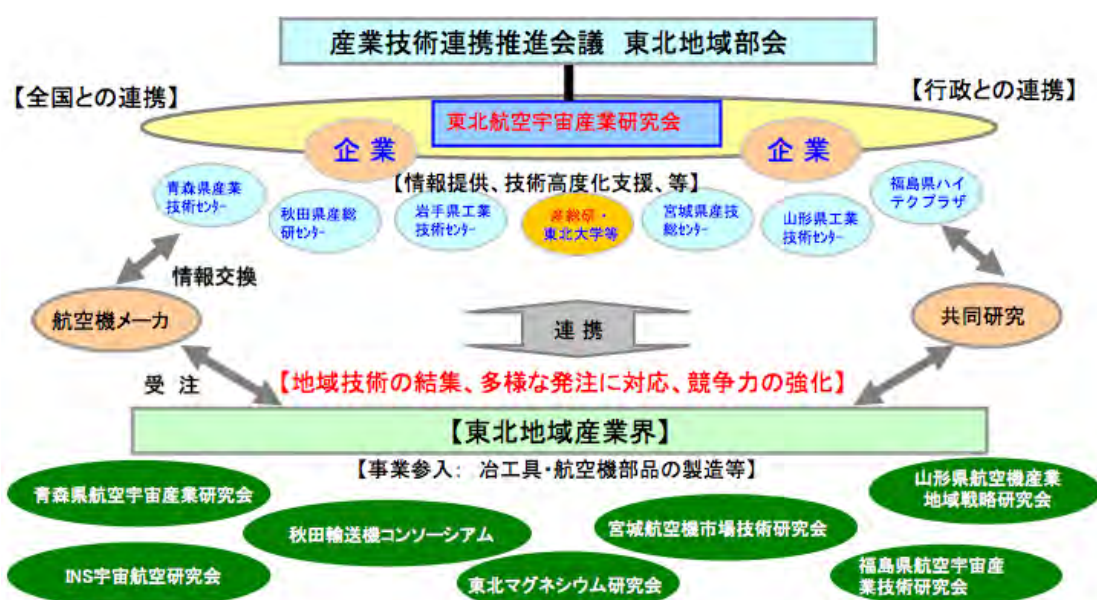 産業技術連携推進会議 東北地域部会
【全国との連携】
【行政との連携】
東北航空宇宙産業研究会
企業
企業
【情報提供、技術高度化支援、等】
青森県産業
技術センター
秋田県産総
研センター
岩手県工業
技術センター
産総研・
東北大学等
宮城県産技
総センター
山形県工業
技術センター
福島県ハイ
テクプラザ
情報交換
航空機メーカ
連携
共同研究
受注
【地域技術の結集、多様な発注に対応、競争力の強化】
【東北地域産業界】
【事業参入： 冶工具・航空機部品の製造等】
青森県航空宇宙産業研究会
秋田輸送機コンソーシアム
宮城航空機市場技術研究会
山形県航空機産業
地域戦略研究会
INS宇宙航空研究会
東北マグネシウム研究会
福島県航空宇宙産
業技術研究会